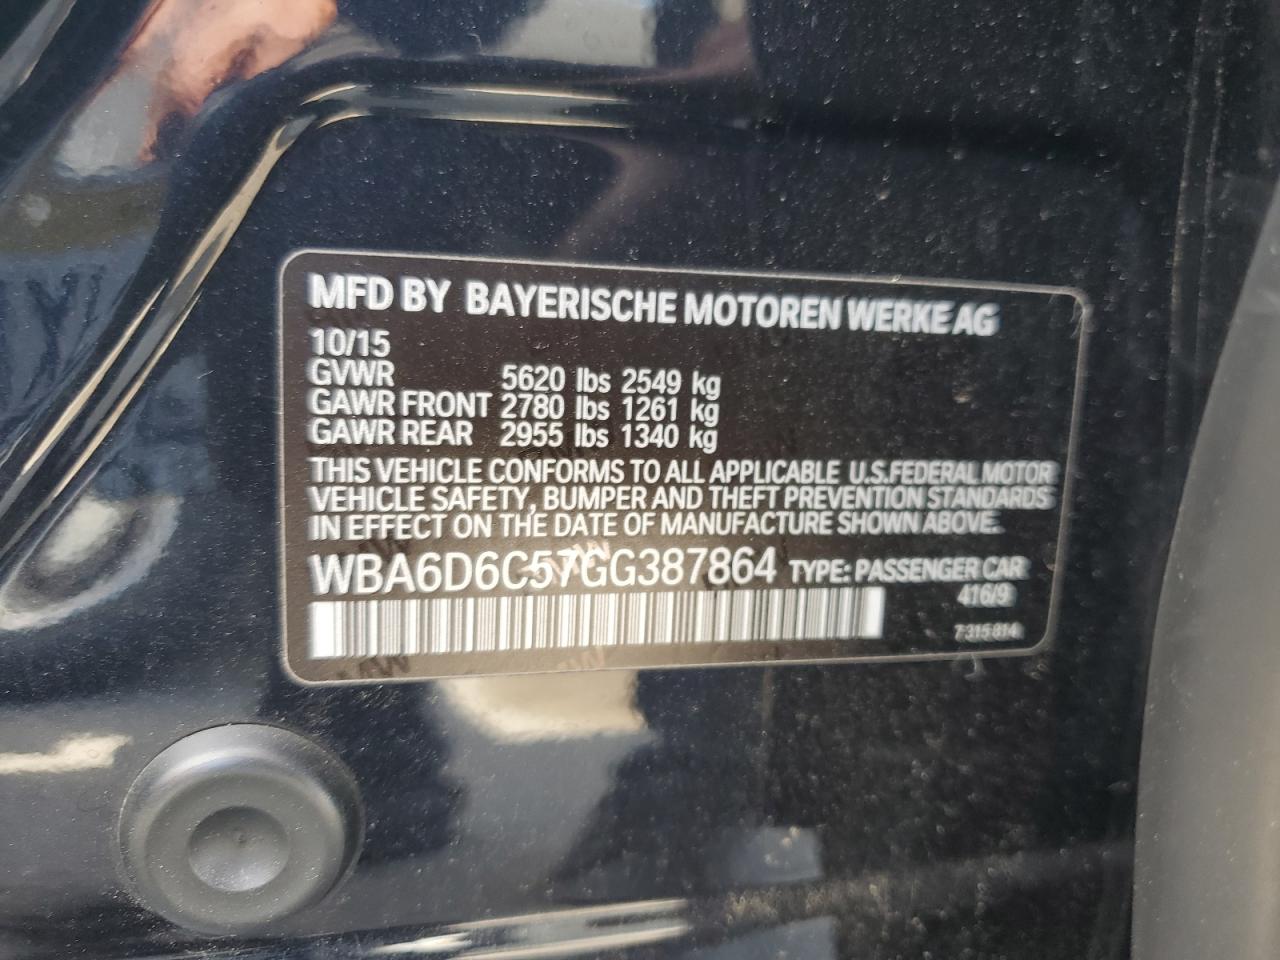 MFD BY BAYERISCHE MOTOREN WERKE AG
10/15
GVWR 5620 lbs 2549 kg
GAWR FRONT 2780 lbs 1261 kg
GAWR REAR 2955 lbs 1340 kg
THIS VEHICLE CONFORMS TO ALL APPLICABLE U.S.FEDERAL MOTOR
VEHICLE SAFETY, BUMPER AND THEFT PREVENTION STANDARDS
IN EFFECT ON THE DATE OF MANUFACTURE SHOWN ABOVE.
WBA6D6C57GG387864 TYPE: PASSENGER CAR
416/9
7 315 814